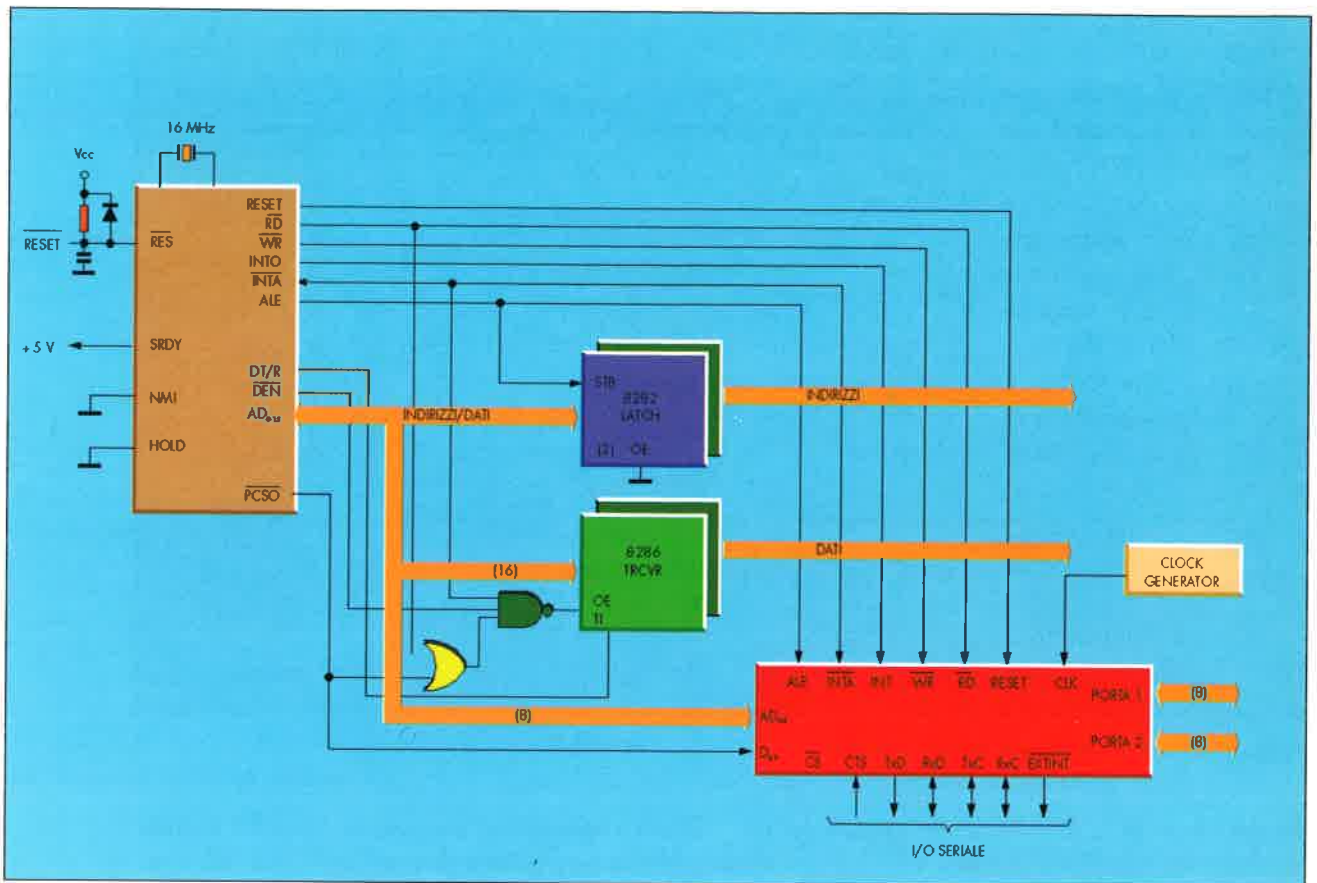 16 MHz
Vcc
RESET
RES
SRDY
+ 5 V
NMI
HOLD
RESET
RD
WR
INTO
INTA
ALE
DT/R
DEN
PCSO
INDIRIZZI/DATI
STB
8282
LATCH
(2) OE
INDIRIZZI
(16)
8286
TRCVR
OE
DATI
CLOCK
GENERATOR
(8)
ALE INTA INT WR RD RESET CLK
PORTA 1
(8)
PORTA 2
(8)
CS CTS TxD RxD TxC RxC EXTINT
I/O SERIALE